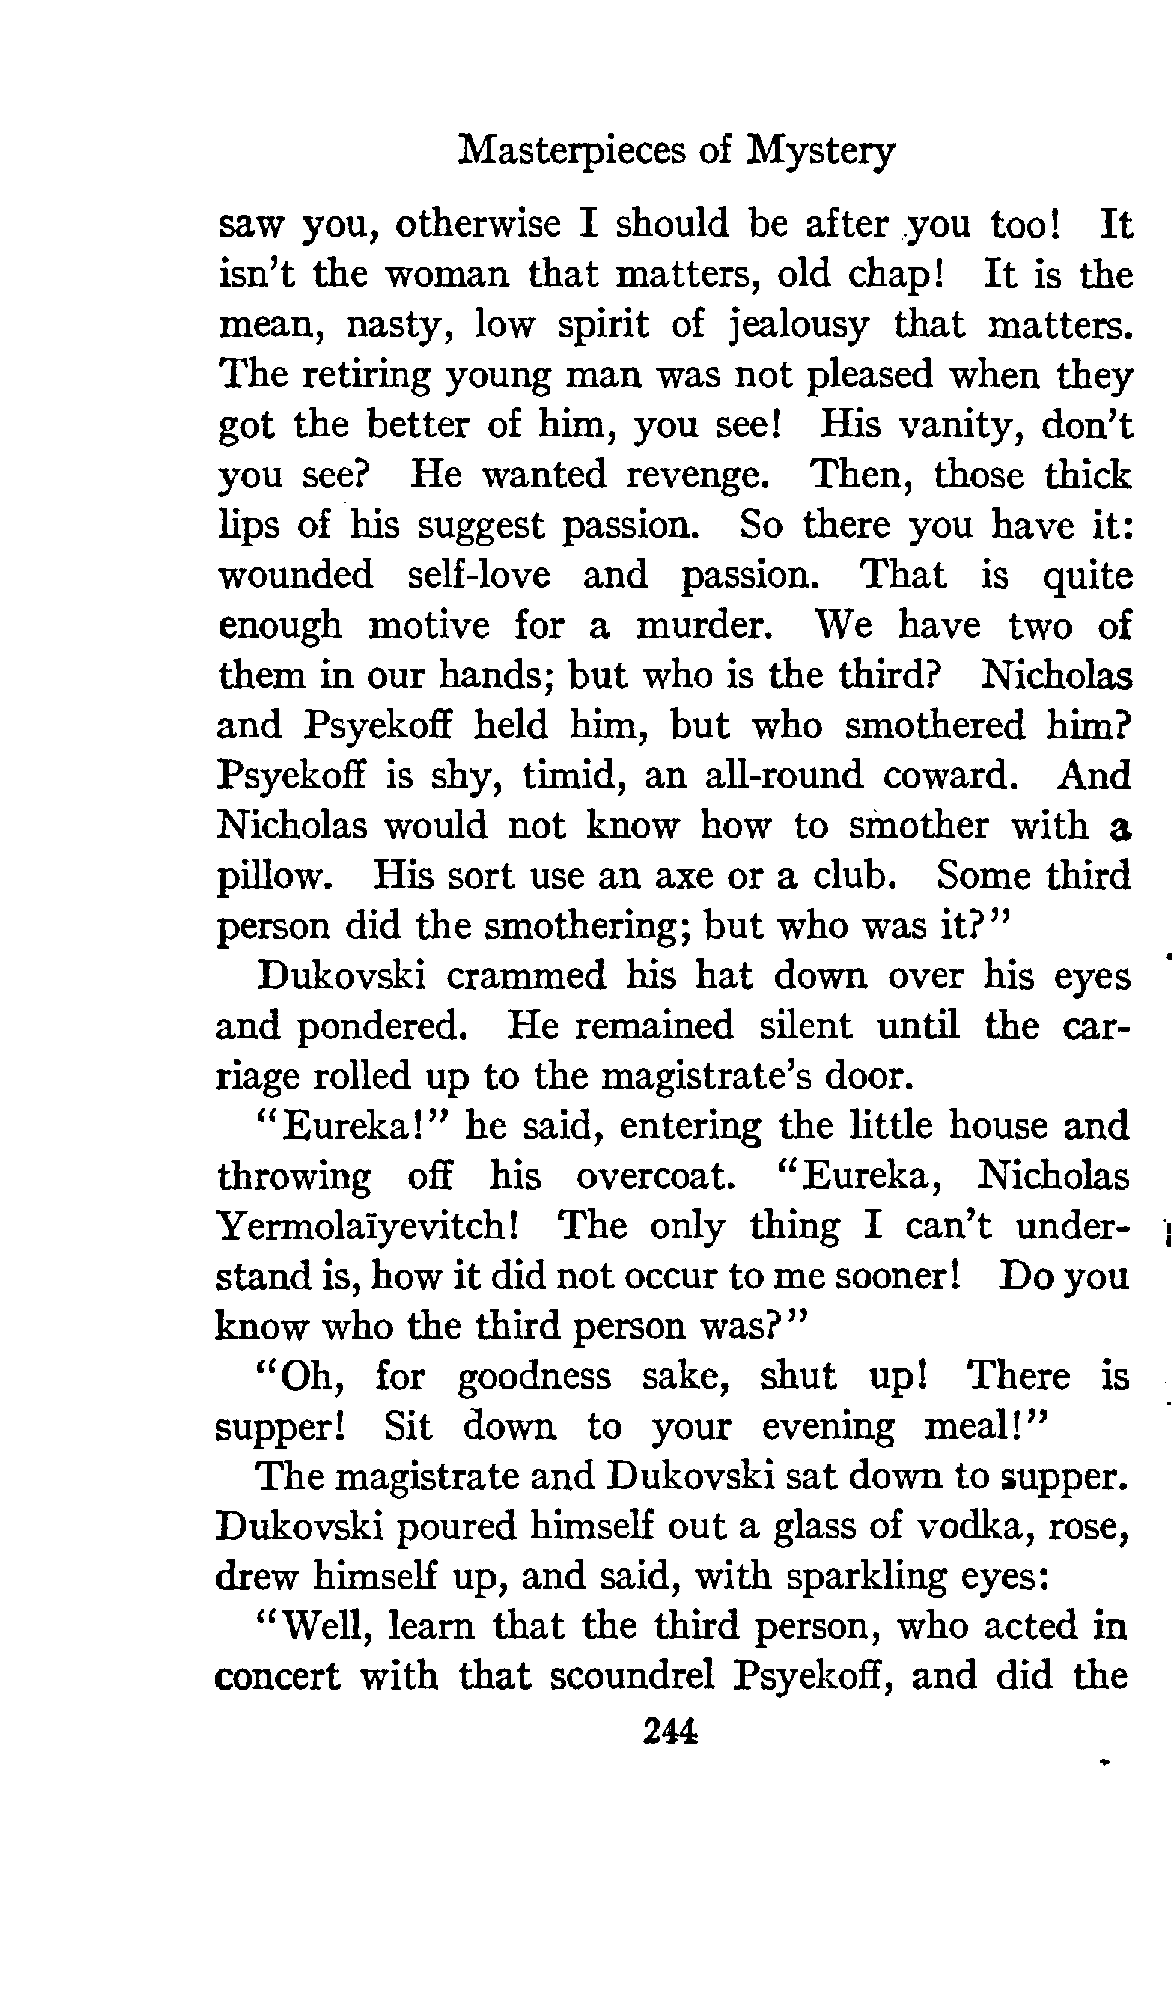 Masterpieces of Mystery
saw you, otherwise I should be after you too! It
isn't the woman that matters, old chap! It is the
mean, nasty, low spirit of jealousy that matters.
The retiring young man was not pleased when they
got the better of him, you see! His vanity, don't
you see? He wanted revenge. Then, those thick
lips of his suggest passion. So there you have it:
wounded self-love and passion. That is quite
enough motive for a murder. We have two of
them in our hands; but who is the third? Nicholas
and Psyekoff held him, but who smothered him?
Psyekoff is shy, timid, an all-round coward. And
Nicholas would not know how to smother with a
pillow. His sort use an axe or a club. Some third
person did the smothering; but who was it?"
Dukovski crammed his hat down over his eyes
and pondered. He remained silent until the car-
riage rolled up to the magistrate's door.
"Eureka!" he said, entering the little house and
throwing off his overcoat. "Eureka, Nicholas
Yermolaïyevitch! The only thing I can't under-
stand is, how it did not occur to me sooner! Do you
know who the third person was?"
"Oh, for goodness sake, shut up! There is
supper! Sit down to your evening meal!"
The magistrate and Dukovski sat down to supper.
Dukovski poured himself out a glass of vodka, rose,
drew himself up, and said, with sparkling eyes:
"Well, learn that the third person, who acted in
concert with that scoundrel Psyekoff, and did the
244